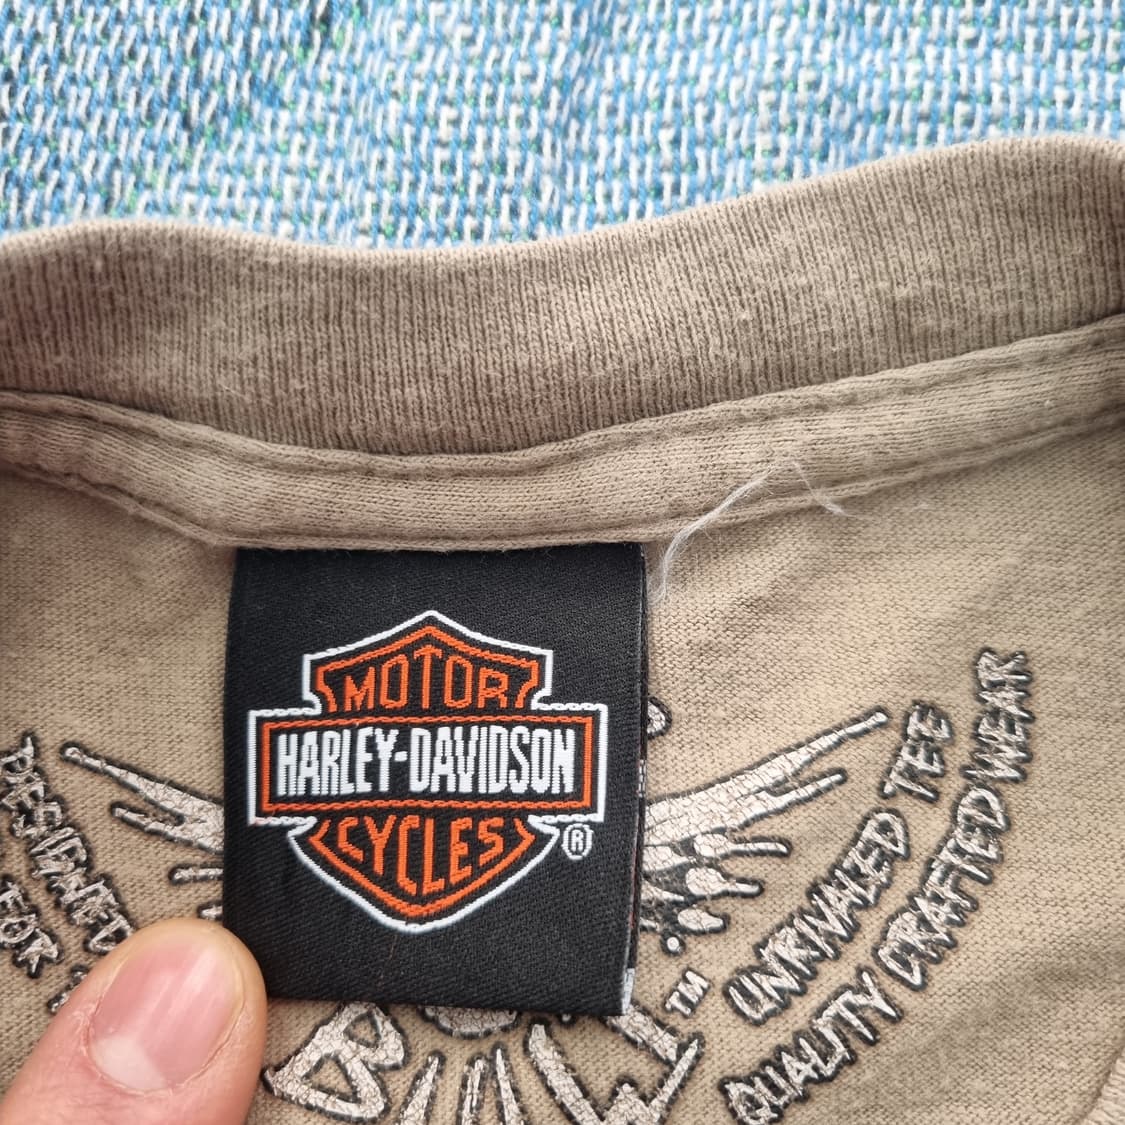 MOTOR
HARLEY-DAVIDSON
CYCLES
®
DESIGNED
FOR
TM
UNRIVALED TEE
QUALITY CRAFTED WEAR